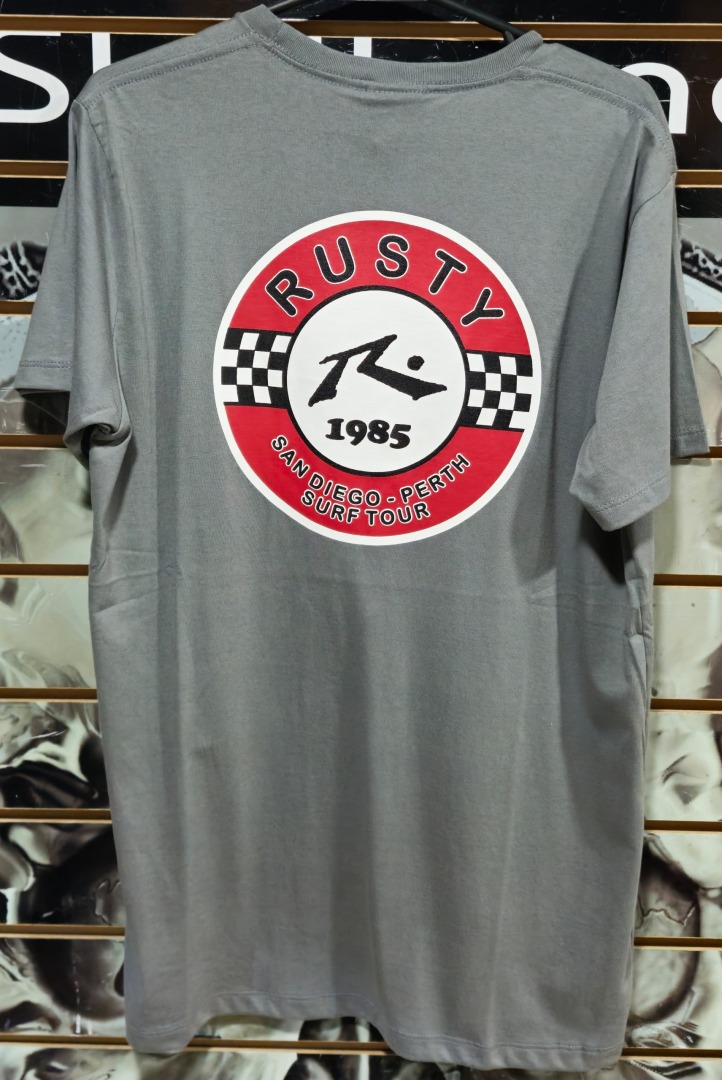 RUSTY
1985
SAN DIEGO - PERTH
SURF TOUR